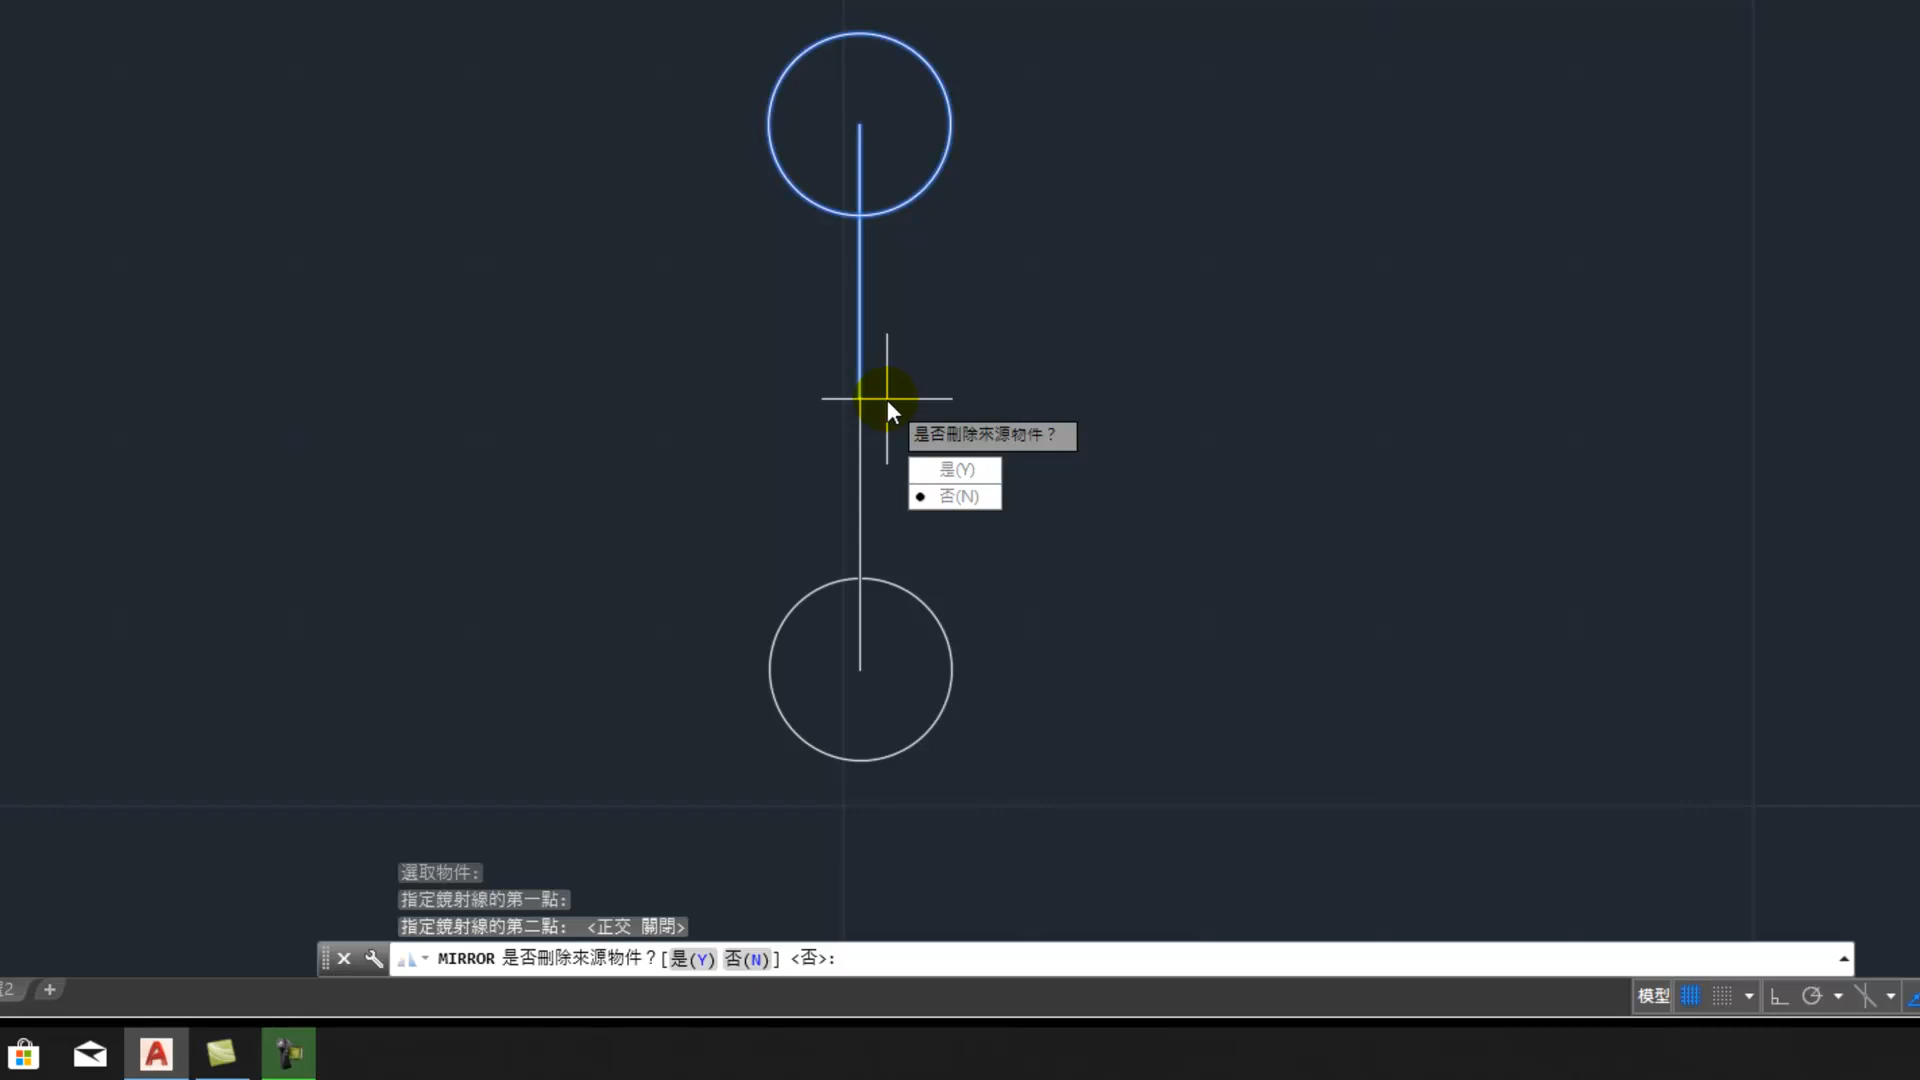 是否刪除來源物件？
是(Y)
否(N)
選取物件:
指定鏡射線的第一點:
指定鏡射線的第二點: <正交 關閉>
MIRROR 是否刪除來源物件？[是(Y) 否(N)] <否>:
2
模型